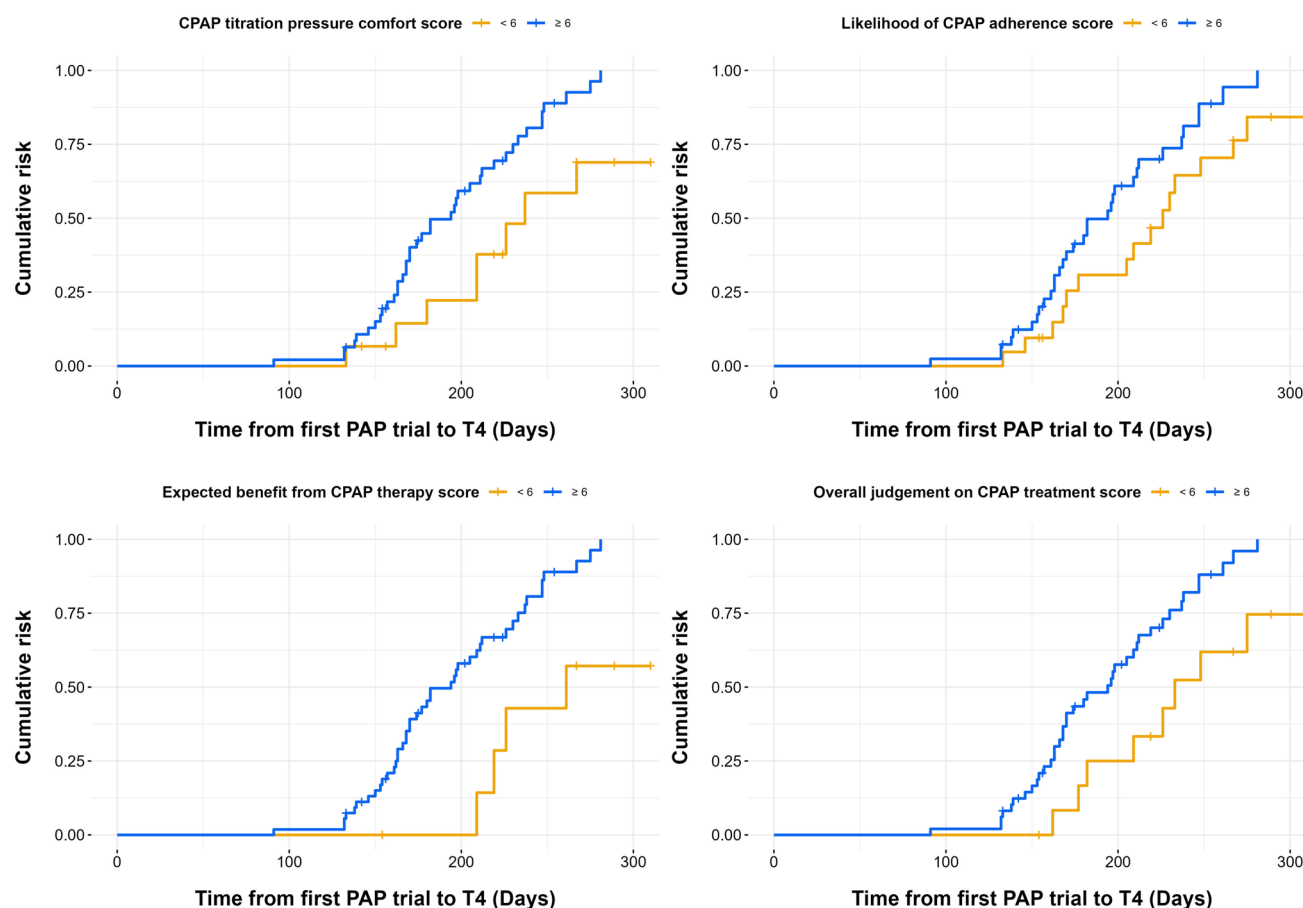 CPAP titration pressure comfort score < 6 ≥ 6
1.00
0.75
0.50
0.25
0.00
Cumulative risk
0 100 200 300
Time from first PAP trial to T4 (Days)
Likelihood of CPAP adherence score < 6 ≥ 6
1.00
0.75
0.50
0.25
0.00
Cumulative risk
0 100 200 300
Time from first PAP trial to T4 (Days)
Expected benefit from CPAP therapy score < 6 ≥ 6
1.00
0.75
0.50
0.25
0.00
Cumulative risk
0 100 200 300
Time from first PAP trial to T4 (Days)
Overall judgement on CPAP treatment score < 6 ≥ 6
1.00
0.75
0.50
0.25
0.00
Cumulative risk
0 100 200 300
Time from first PAP trial to T4 (Days)